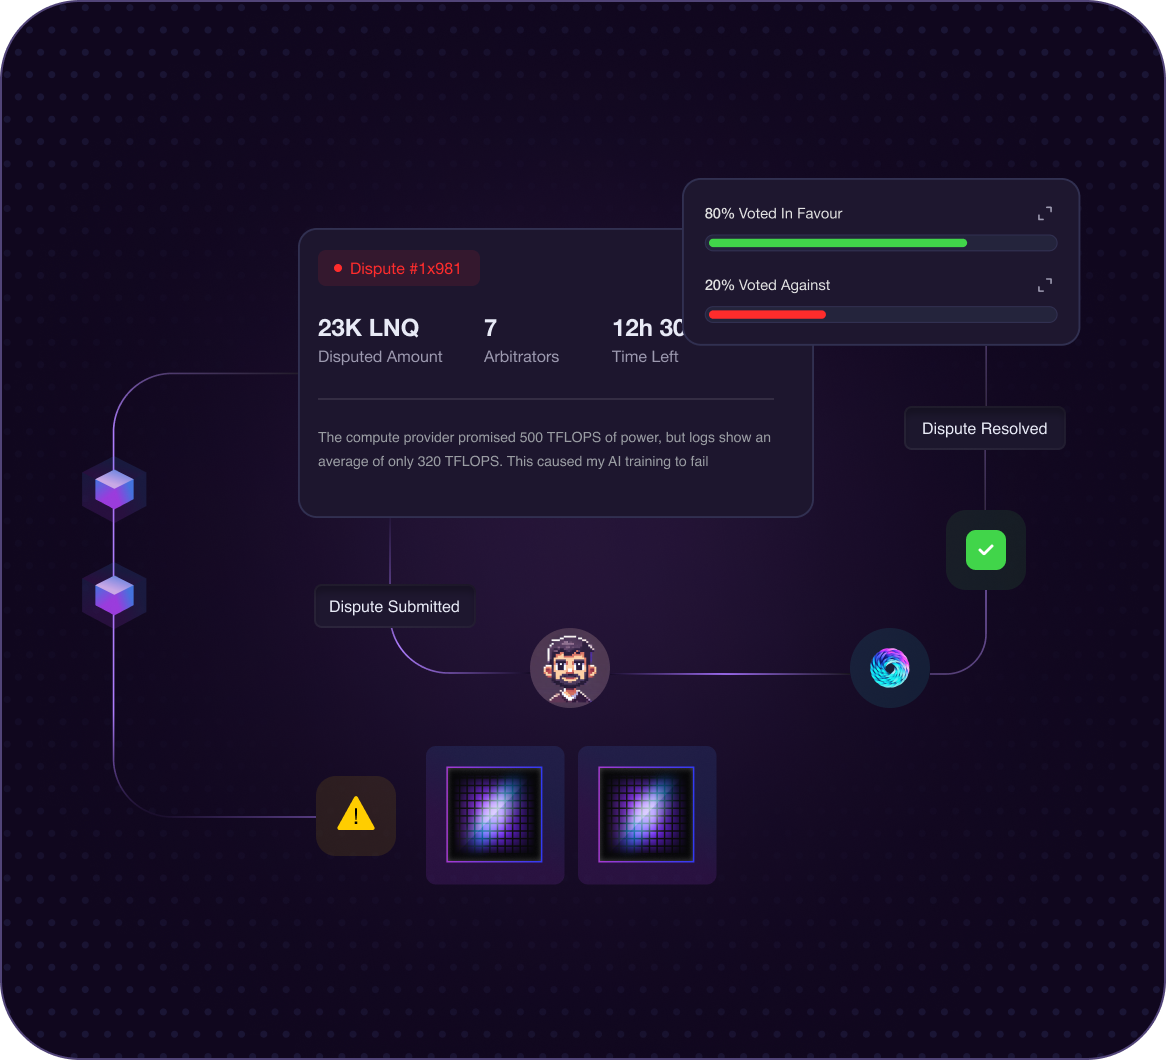 80% Voted In Favour
20% Voted Against
Dispute #1x981
23K LNQ
Disputed Amount
7
Arbitrators
12h 30
Time Left
The compute provider promised 500 TFLOPS of power, but logs show an
average of only 320 TFLOPS. This caused my AI training to fail
Dispute Resolved
Dispute Submitted